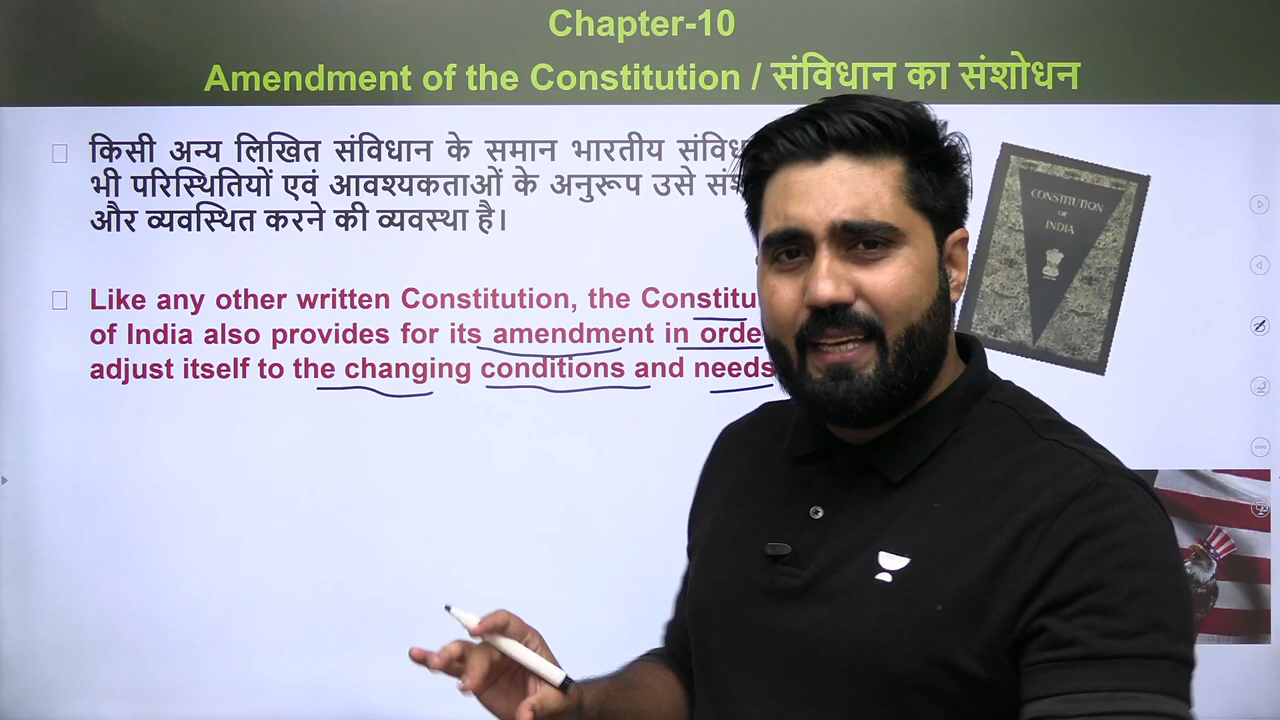 Chapter-10
Amendment of the Constitution / संविधान का संशोधन
किसी अन्य लिखित संविधान के समान भारतीय
भी परिस्थितियों एवं आवश्यकताओं के अनुरूप उसे
और व्यवस्थित करने की व्यवस्था है।
Like any other written Constitution, the
of India also provides for its amendment in
adjust itself to the changing conditions and needs
CONSTITUTION
OF
INDIA